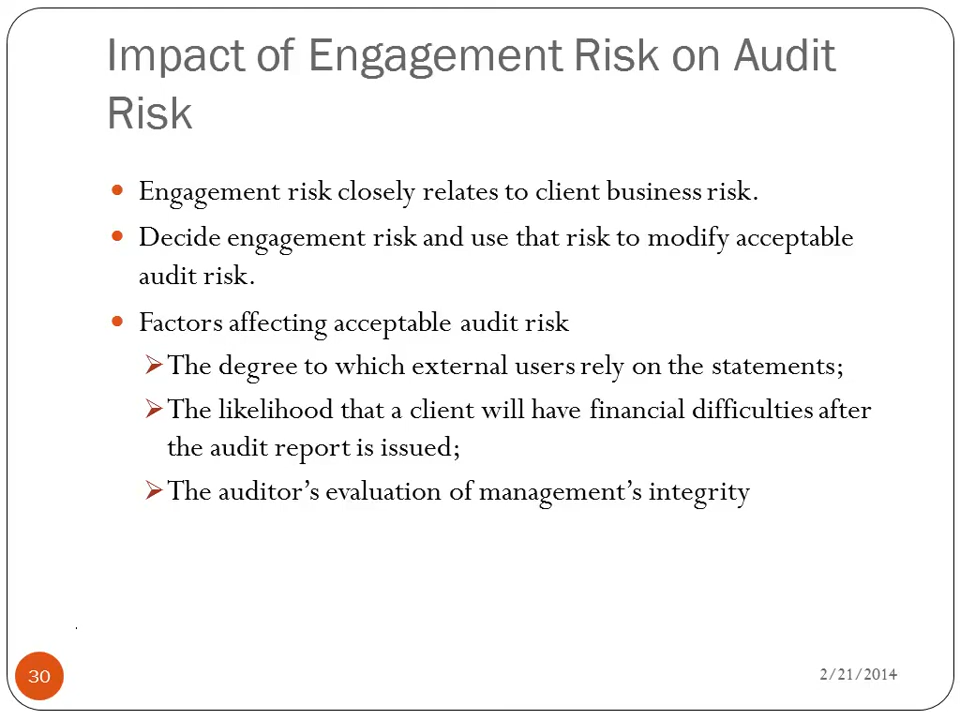 Impact of Engagement Risk on Audit
Risk
• Engagement risk closely relates to client business risk.
• Decide engagement risk and use that risk to modify acceptable
audit risk.
• Factors affecting acceptable audit risk
➢ The degree to which external users rely on the statements;
➢ The likelihood that a client will have financial difficulties after
the audit report is issued;
➢ The auditor’s evaluation of management’s integrity
.
30
2/21/2014